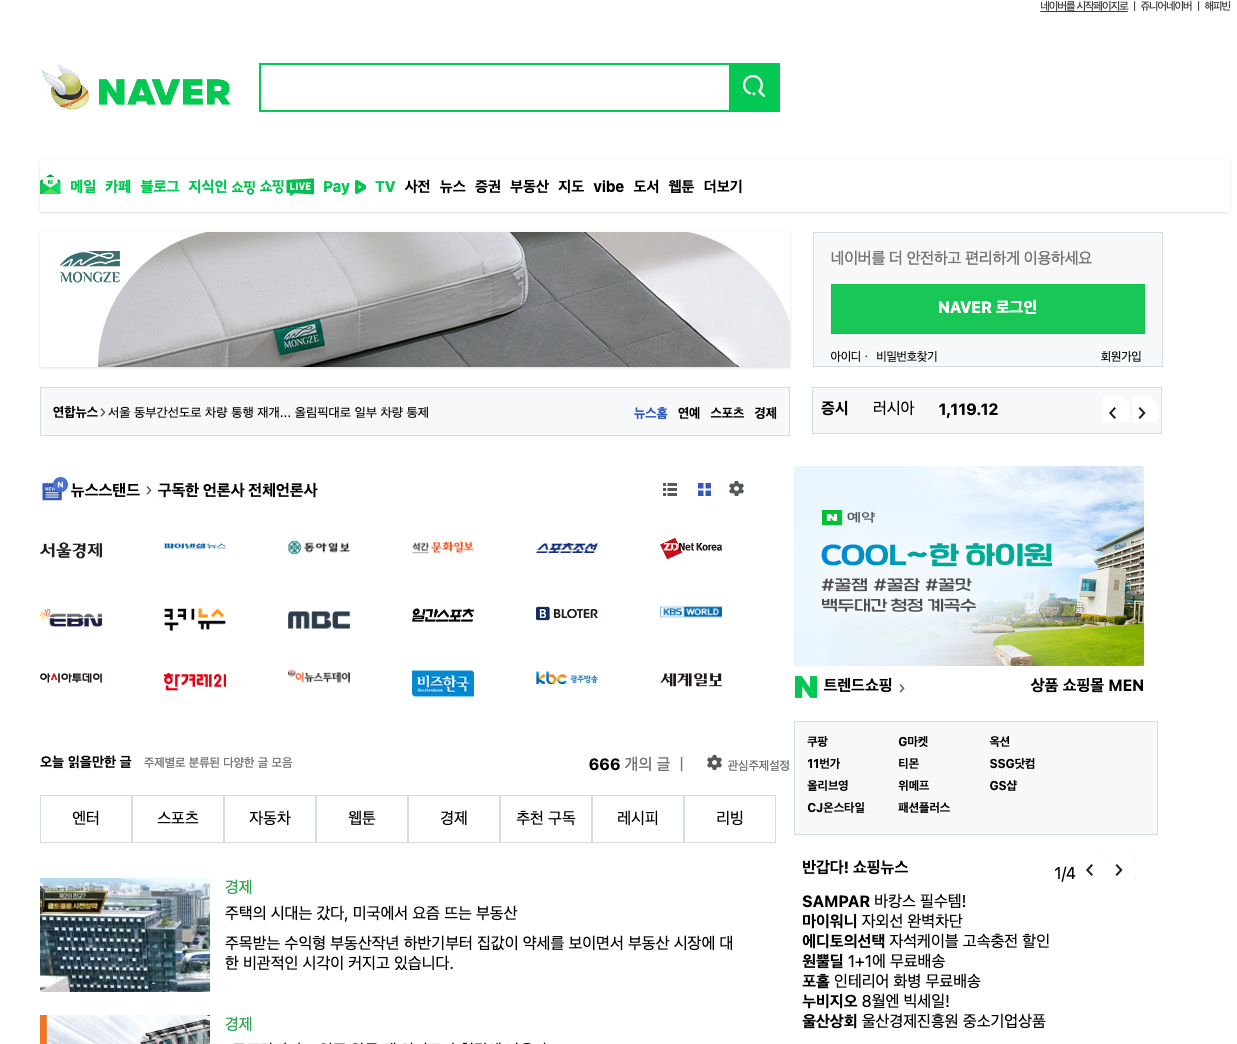 네이버를 시작페이지로 | 쥬니어네이버 | 해피빈
NAVER
메일 카페 블로그 지식인 쇼핑 쇼핑LIVE Pay TV 사전 뉴스 증권 부동산 지도 vibe 도서 웹툰 더보기
MONGZE
MONGZE
네이버를 더 안전하고 편리하게 이용하세요
NAVER 로그인
아이디 · 비밀번호찾기 회원가입
연합뉴스 > 서울 동부간선도로 차량 통행 재개... 올림픽대로 일부 차량 통제 뉴스홈 연예 스포츠 경제
증시 러시아 1,119.12
뉴스스탠드 > 구독한 언론사 전체언론사
서울경제 파이낸셜뉴스 동아일보 석간 문화일보 스포츠조선 ZDNet Korea
EBN 쿠키뉴스 MBC 일간스포츠 BLOTER KBS WORLD
아시아투데이 한겨레21 이뉴스투데이 비즈한국 kbc 광주방송 세계일보
N 예약
COOL~한 하이원
#꿀잼 #꿀잠 #꿀맛
백두대간 청정 계곡수
트렌드쇼핑 > 상품 쇼핑몰 MEN
쿠팡 G마켓 옥션
11번가 티몬 SSG닷컴
올리브영 위메프 GS샵
CJ온스타일 패션플러스
오늘 읽을만한 글 주제별로 분류된 다양한 글 모음 666 개의 글 | 관심주제설정
엔터 스포츠 자동차 웹툰 경제 추천 구독 레시피 리빙
경제
주택의 시대는 갔다, 미국에서 요즘 뜨는 부동산
주목받는 수익형 부동산작년 하반기부터 집값이 약세를 보이면서 부동산 시장에 대
한 비관적인 시각이 커지고 있습니다.
경제
반갑다! 쇼핑뉴스 1/4
SAMPAR 바캉스 필수템!
마이워니 자외선 완벽차단
에디토의선택 자석케이블 고속충전 할인
원뿔딜 1+1에 무료배송
포홀 인테리어 화병 무료배송
누비지오 8월엔 빅세일!
울산상회 울산경제진흥원 중소기업상품